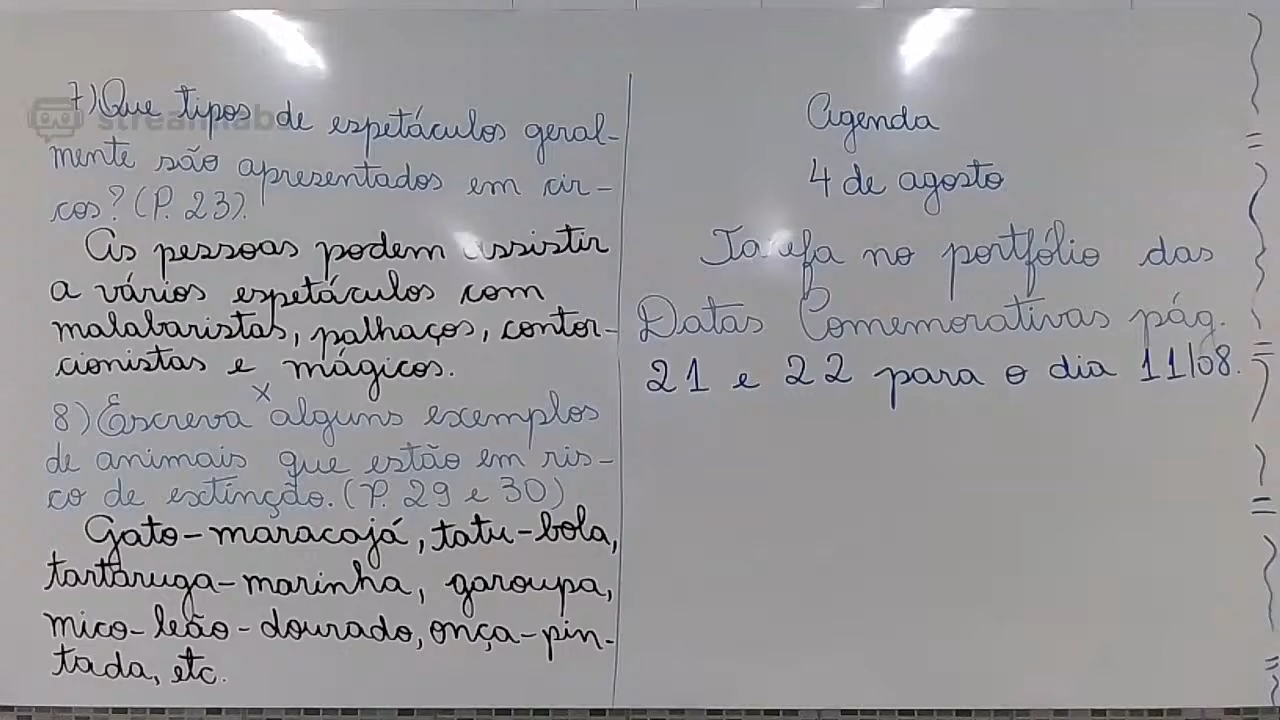 7) Que tipos de espetáculos geral-
mente são apresentados em cir-
cos? (P. 23).
As pessoas podem assistir
a vários espetáculos com
malabaristas, palhaços, contor-
cionistas e mágicos.
x
8) Escreva alguns exemplos
de animais que estão em ris-
co de extinção. (P. 29 e 30)
Gato-maracajá, tatu-bola,
tartaruga-marinha, garoupa,
mico-leão-dourado, onça-pin-
tada, etc.
Agenda
4 de agosto
Tarefa no portfólio das
Datas Comemorativas pág.
21 e 22 para o dia 11/08.
streamlabs